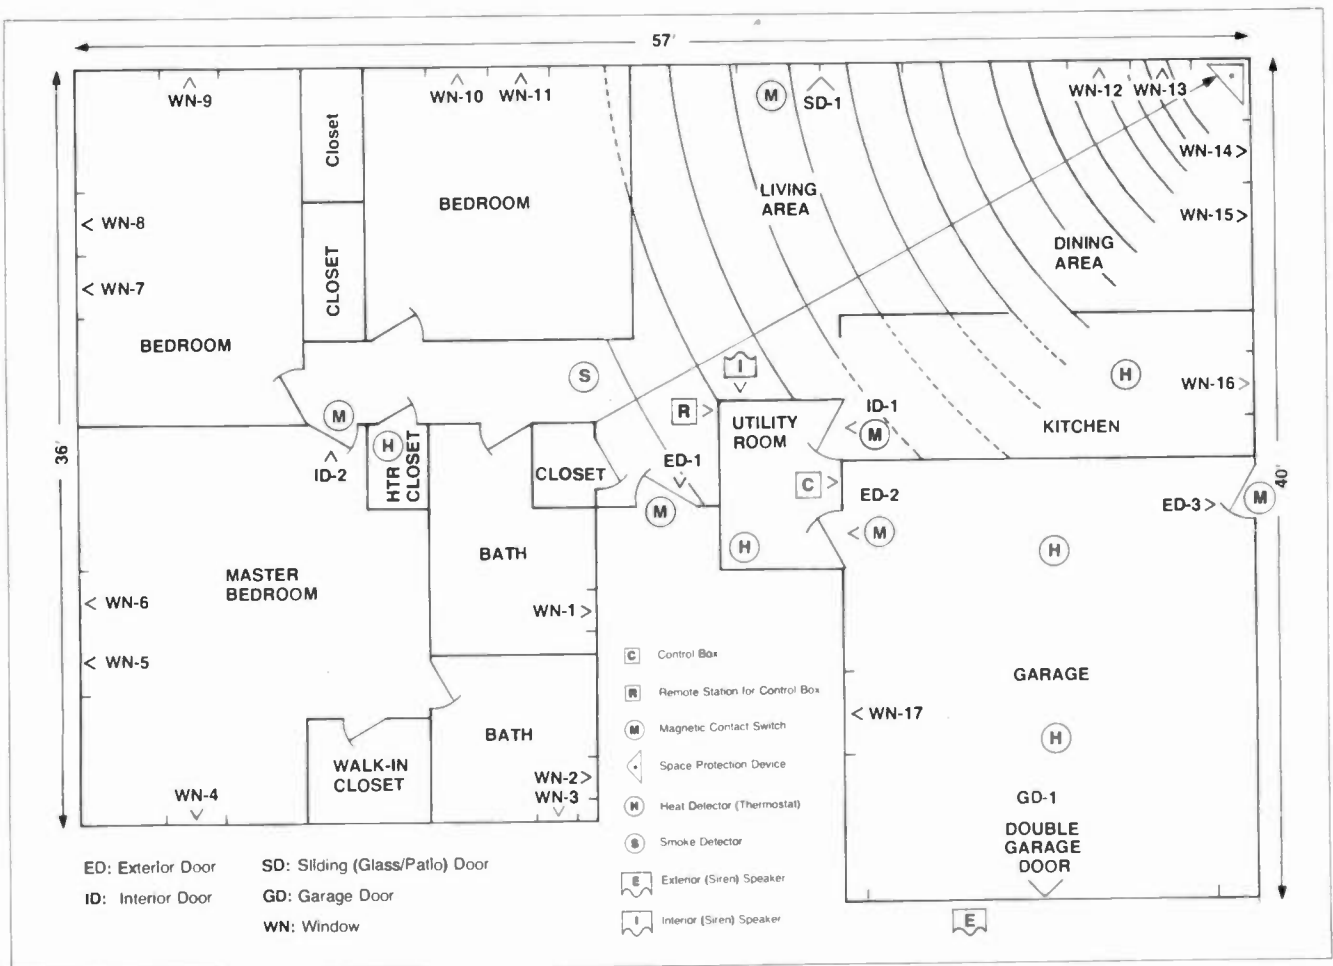 57'
WN-9
WN-10
WN-11
M
SD-1
WN-12
WN-13
WN-14
WN-15
Closet
CLOSET
BEDROOM
LIVING
AREA
DINING
AREA
WN-8
WN-7
BEDROOM
S
I
H
WN-16
R
UTILITY
ROOM
ID-1
M
KITCHEN
M
H
HTR
CLOSET
ID-2
36'
40'
CLOSET
ED-1
M
C
ED-2
M
ED-3
M
H
H
BATH
MASTER
BEDROOM
WN-6
WN-1
WN-5
GARAGE
WN-17
H
BATH
WALK-IN
CLOSET
WN-2
WN-3
WN-4
GD-1
DOUBLE
GARAGE
DOOR
E
C Control Box
R Remote Station for Control Box
M Magnetic Contact Switch
Space Protection Device
H Heat Detector (Thermostat)
S Smoke Detector
E Exterior (Siren) Speaker
I Interior (Siren) Speaker
ED: Exterior Door
ID: Interior Door
SD: Sliding (Glass/Patio) Door
GD: Garage Door
WN: Window